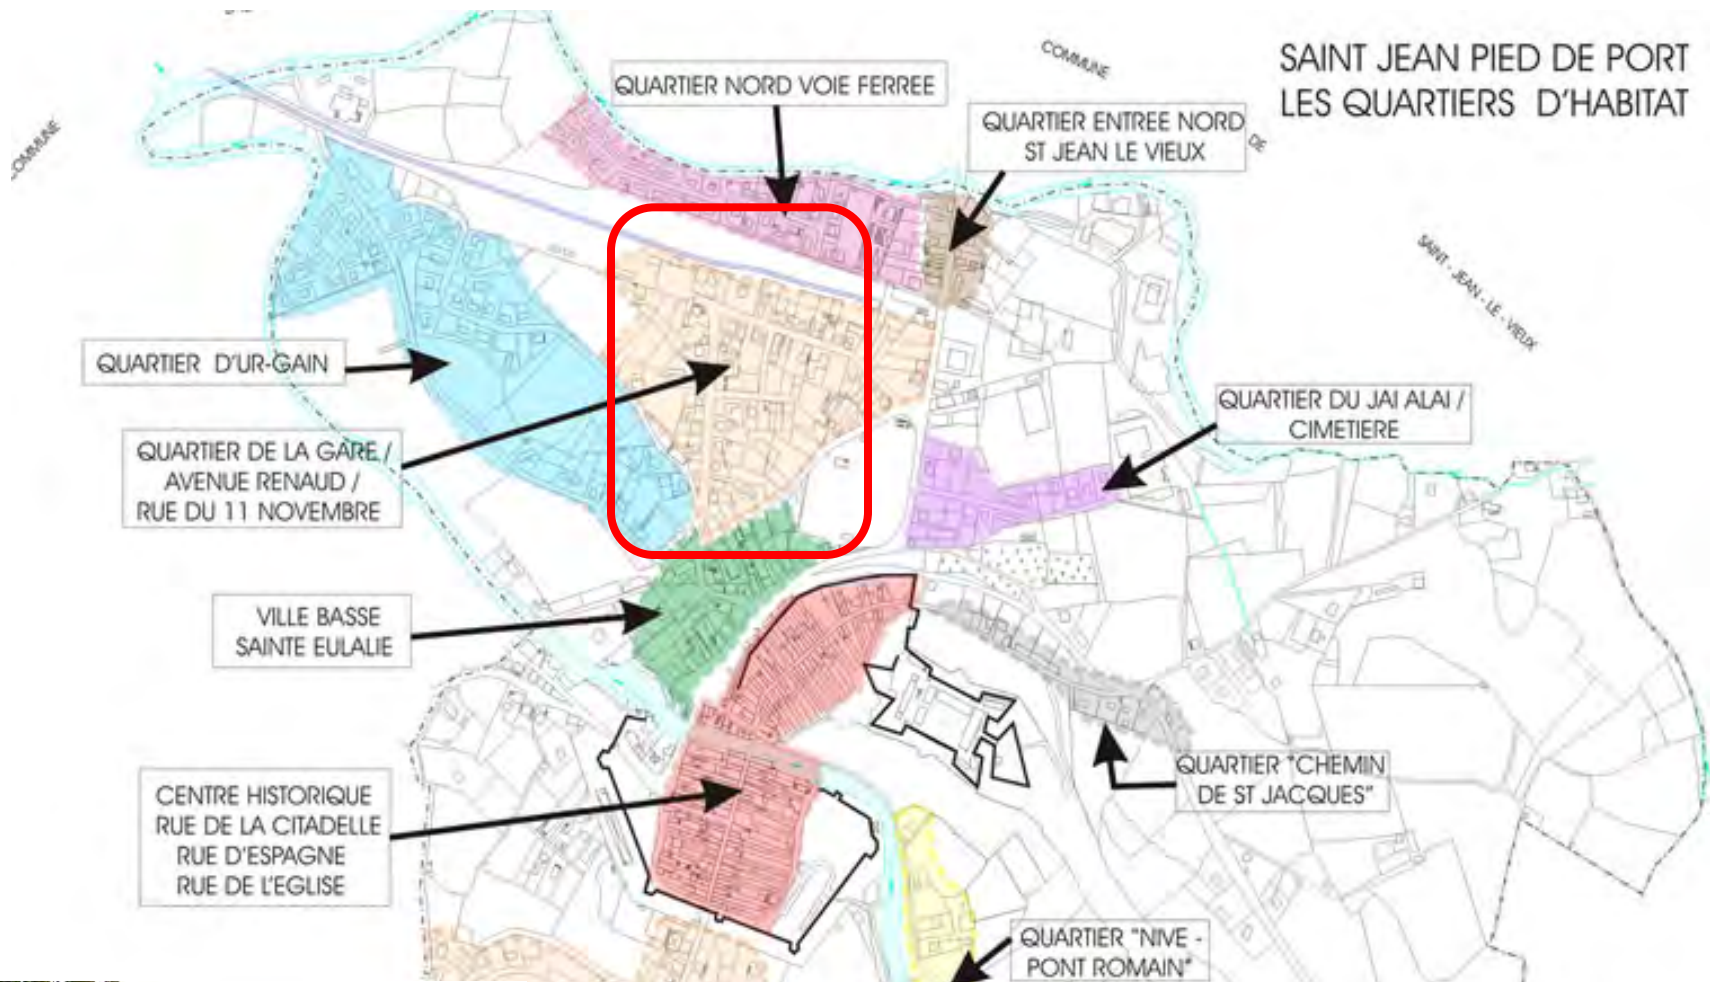 SAINT JEAN PIED DE PORT
LES QUARTIERS D'HABITAT
COMMUNE
COMMUNE
DE
SAINT - JEAN - LE - VIEUX
QUARTIER NORD VOIE FERREE
QUARTIER ENTREE NORD
ST JEAN LE VIEUX
QUARTIER D'UR-GAIN
QUARTIER DU JAI ALAI /
CIMETIERE
QUARTIER DE LA GARE /
AVENUE RENAUD /
RUE DU 11 NOVEMBRE
VILLE BASSE
SAINTE EULALIE
QUARTIER "CHEMIN
DE ST JACQUES"
CENTRE HISTORIQUE
RUE DE LA CITADELLE
RUE D'ESPAGNE
RUE DE L'EGLISE
QUARTIER "NIVE -
PONT ROMAIN"